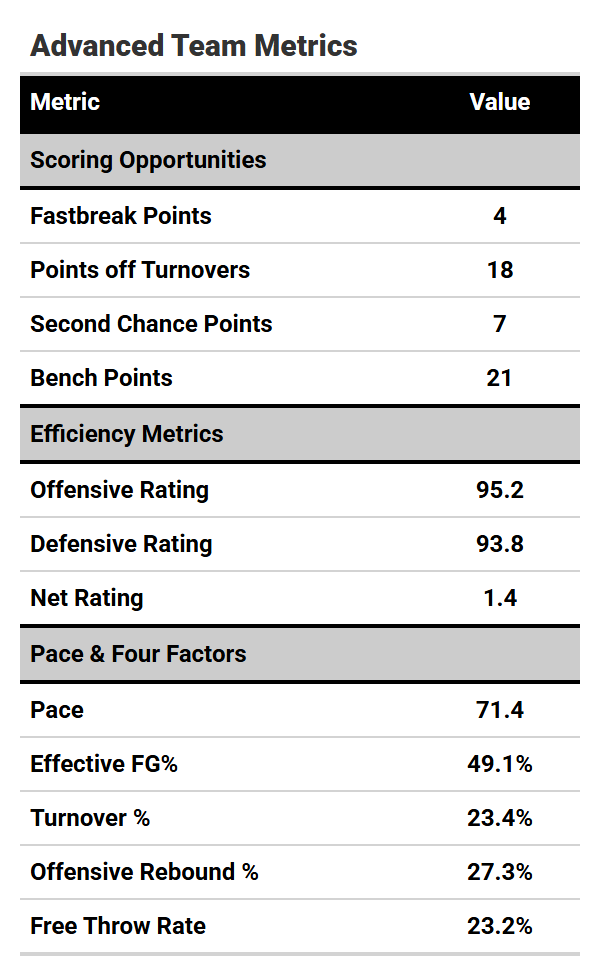 Advanced Team Metrics
Metric Value
Scoring Opportunities
Fastbreak Points 4
Points off Turnovers 18
Second Chance Points 7
Bench Points 21
Efficiency Metrics
Offensive Rating 95.2
Defensive Rating 93.8
Net Rating 1.4
Pace & Four Factors
Pace 71.4
Effective FG% 49.1%
Turnover % 23.4%
Offensive Rebound % 27.3%
Free Throw Rate 23.2%